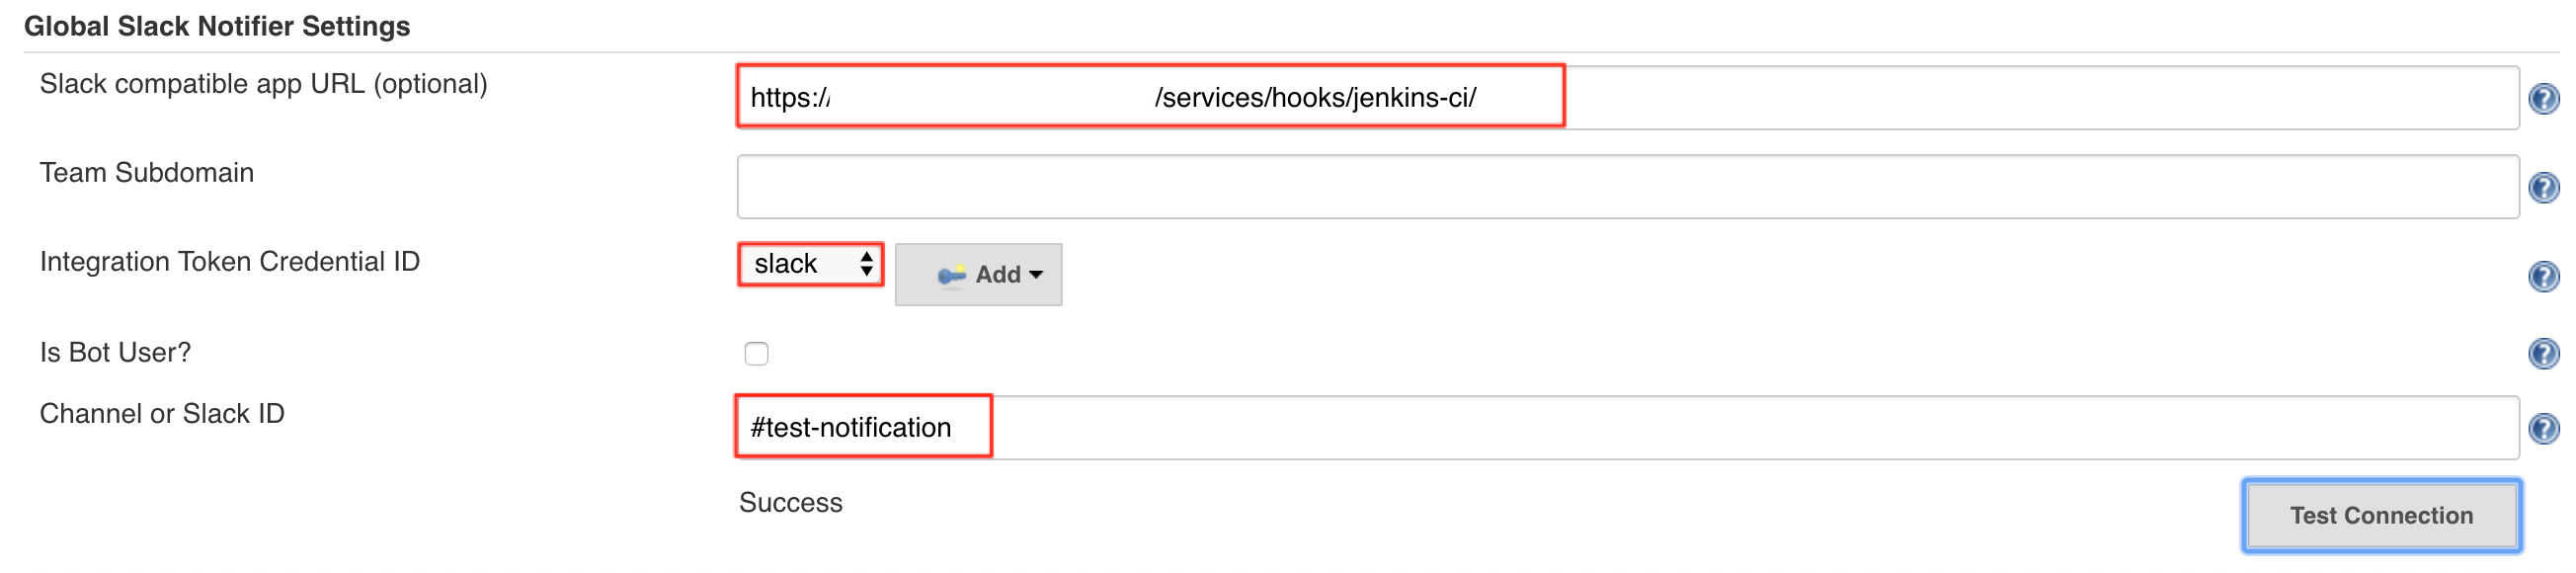 Global Slack Notifier Settings
Slack compatible app URL (optional)
https:// /services/hooks/jenkins-ci/
Team Subdomain
Integration Token Credential ID
slack
Add
Is Bot User?
Channel or Slack ID
#test-notification
Success
Test Connection